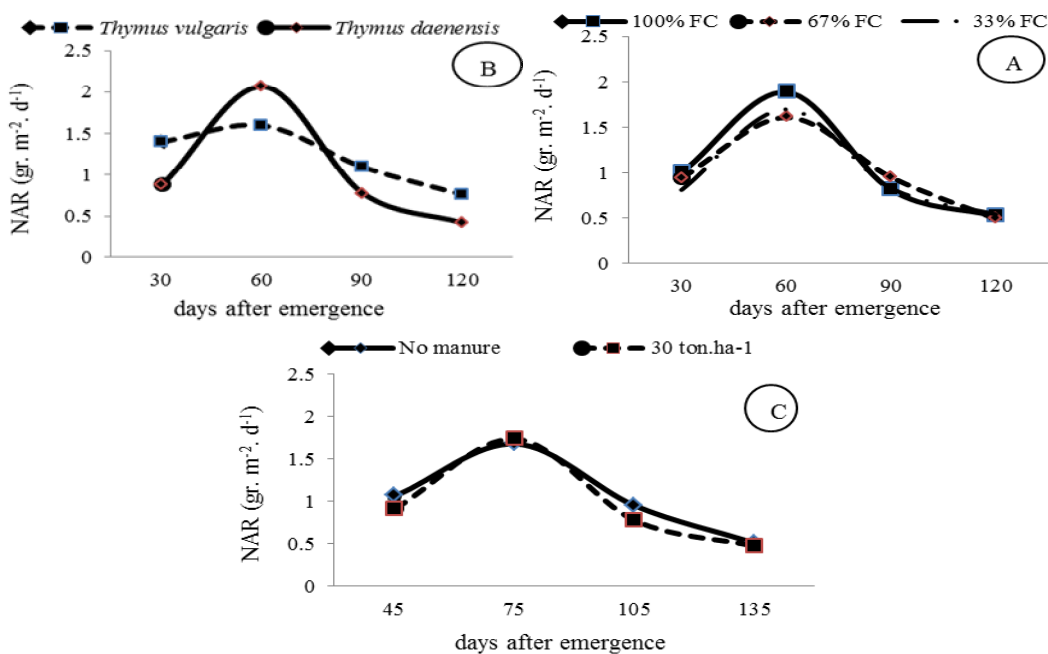 Thymus vulgaris Thymus daenensis
B
2.5
2
1.5
1
0.5
0
NAR (gr. m-2. d-1)
30 60 90 120
days after emergence
100% FC 67% FC 33% FC
A
2.5
2
1.5
1
0.5
0
NAR (gr. m-2. d-1)
30 60 90 120
days after emergence
No manure 30 ton.ha-1
C
2.5
2
1.5
1
0.5
0
NAR (gr. m-2. d-1)
45 75 105 135
days after emergence